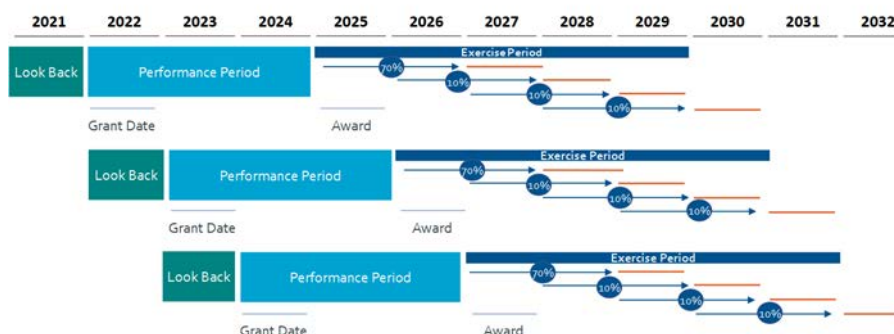 2021 2022 2023 2024 2025 2026 2027 2028 2029 2030 2031 2032
Exercise Period
Look Back Performance Period
70%
10%
10%
10%
Grant Date Award
Exercise Period
Look Back Performance Period
70%
10%
10%
10%
Grant Date Award
Exercise Period
Look Back Performance Period
70%
10%
10%
10%
Grant Date Award